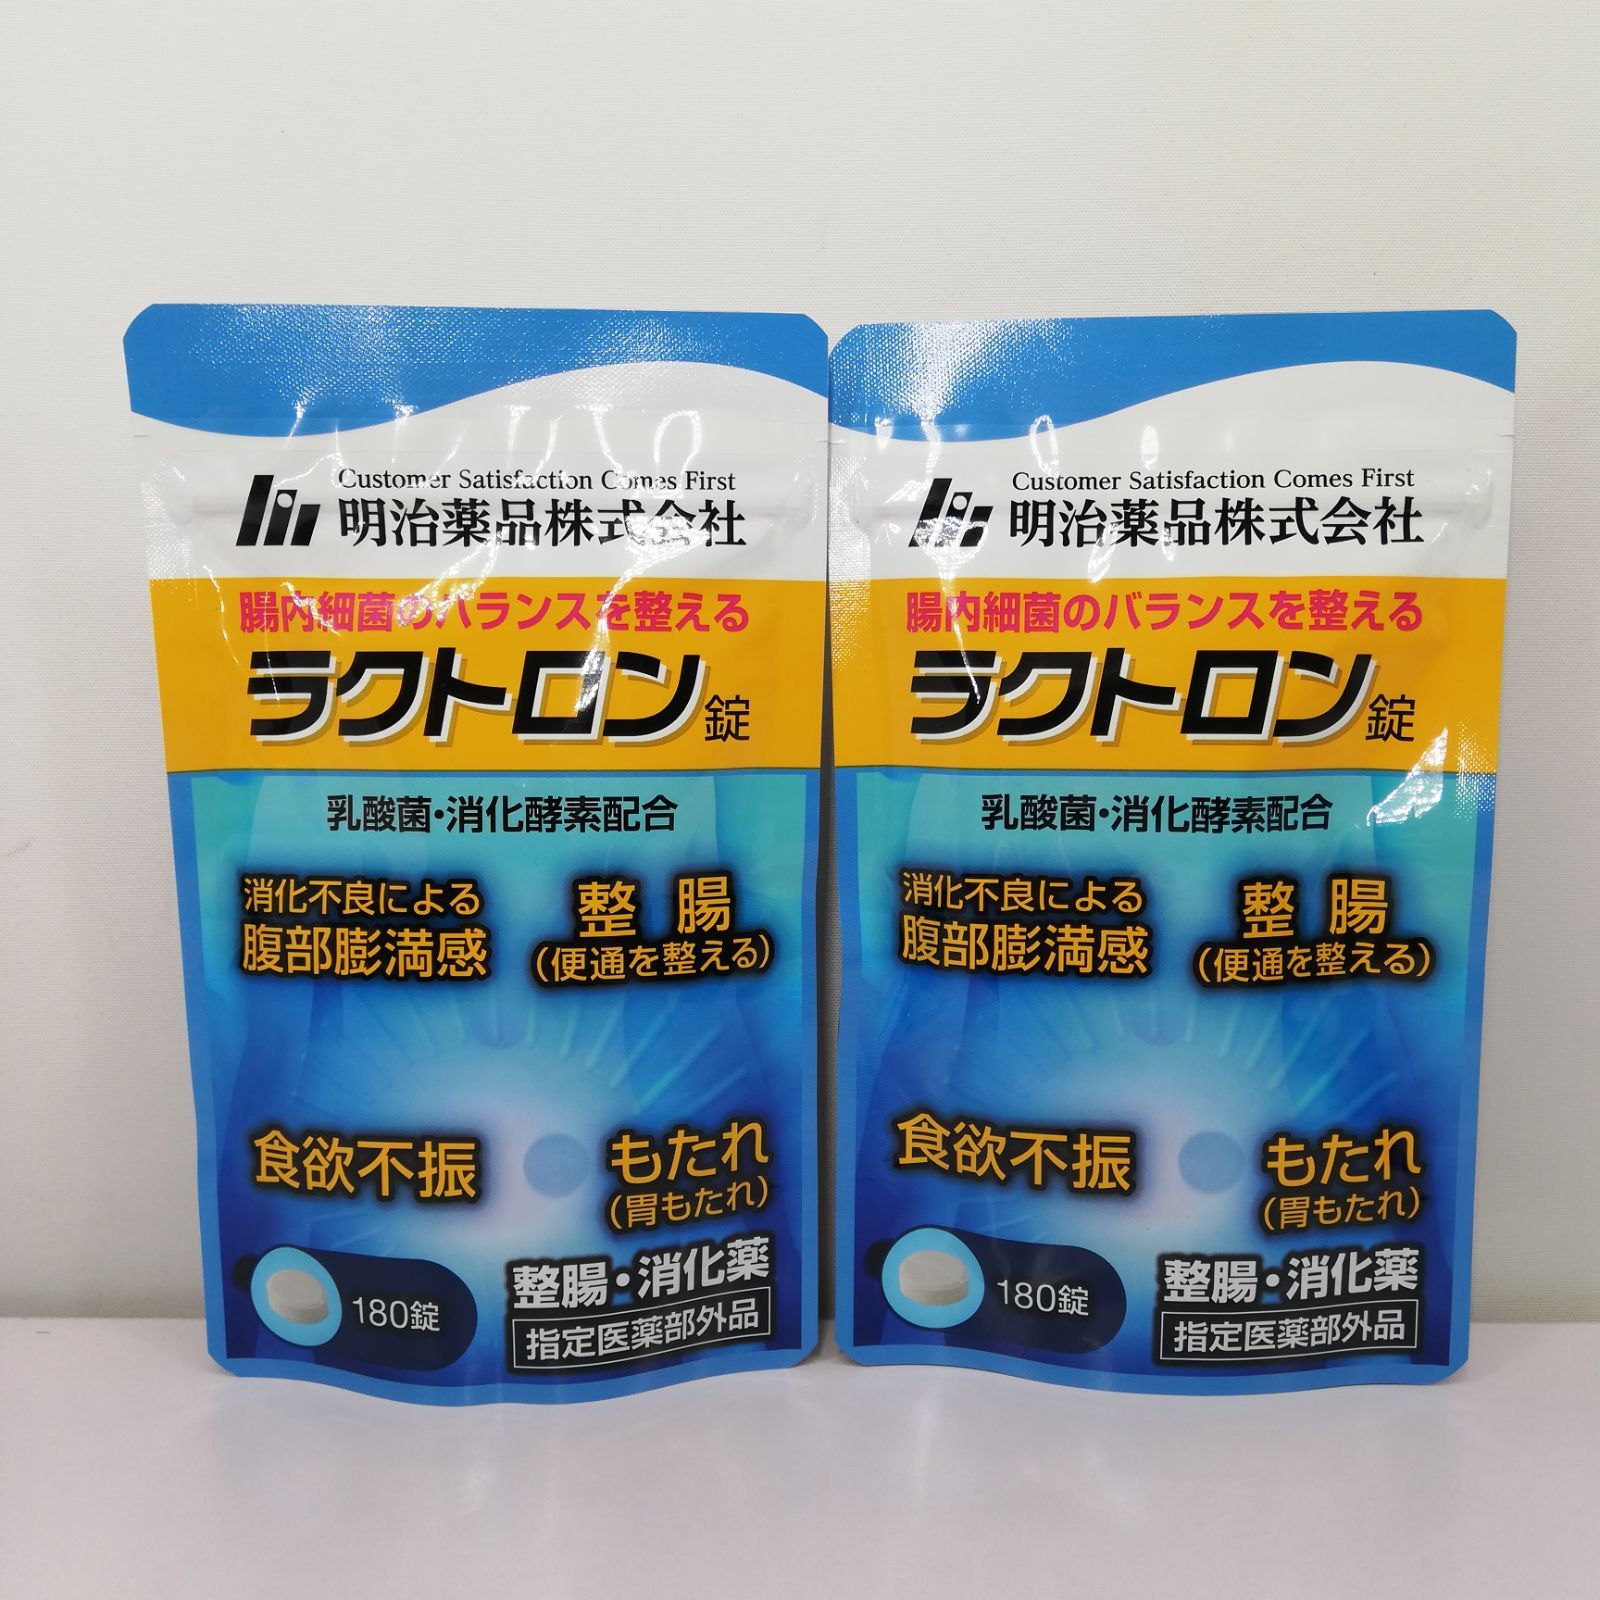 Customer Satisfaction Comes First
明治薬品株式会社
腸内細菌のバランスを整える
ラクトロン錠
乳酸菌・消化酵素配合
消化不良による
腹部膨満感
整腸
(便通を整える)
食欲不振
もたれ
(胃もたれ)
180錠
整腸・消化薬
指定医薬部外品
Customer Satisfaction Comes First
明治薬品株式会社
腸内細菌のバランスを整える
ラクトロン錠
乳酸菌・消化酵素配合
消化不良による
腹部膨満感
整腸
(便通を整える)
食欲不振
もたれ
(胃もたれ)
180錠
整腸・消化薬
指定医薬部外品